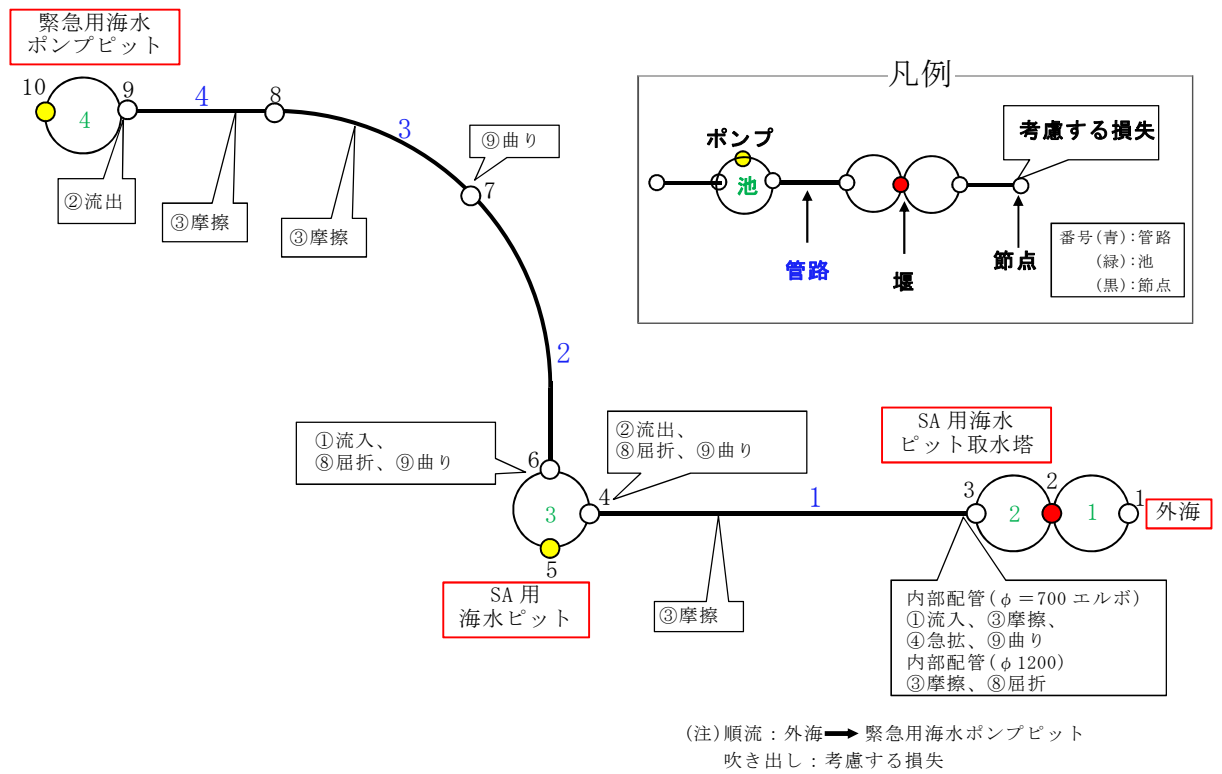 緊急用海水
ポンプピット
10
4
9
4
8
3
②流出
③摩擦
③摩擦
⑨曲り
7
凡例
ポンプ
池
管路
堰
節点
考慮する損失
番号(青):管路
(緑):池
(黒):節点
2
①流入、
⑧屈折、⑨曲り
6
②流出、
⑧屈折、⑨曲り
4
3
5
SA 用
海水ピット
1
③摩擦
SA 用海水
ピット取水塔
3
2
2
1
1
外海
内部配管(φ＝700 エルボ)
①流入、③摩擦、
④急拡、⑨曲り
内部配管(φ1200)
③摩擦、⑧屈折
(注)順流：外海➡ 緊急用海水ポンプピット
吹き出し：考慮する損失